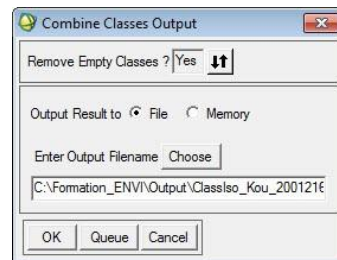 Combine Classes Output
Remove Empty Classes ? Yes
Output Result to File Memory
Enter Output Filename Choose
C:\Formation_ENVI\Output\ClassIso_Kou_2001216
OK Queue Cancel